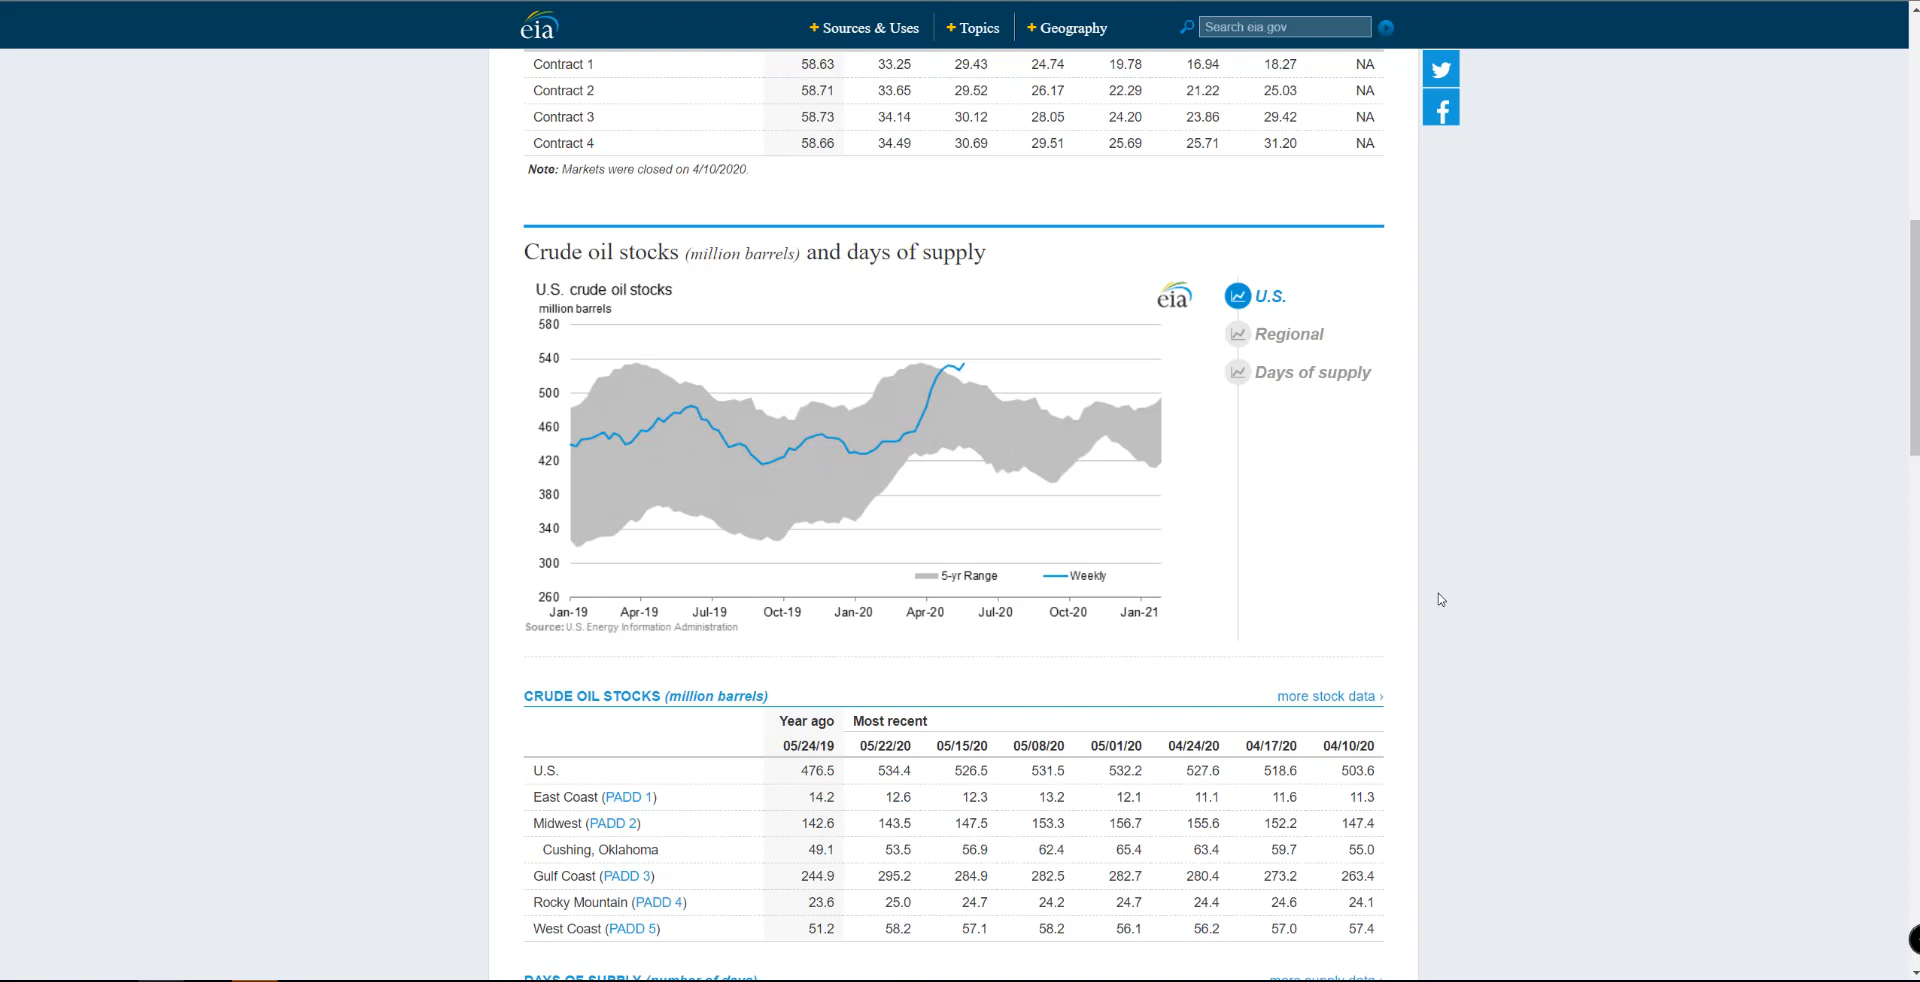 eia
+ Sources & Uses
+ Topics
+ Geography
Search eia.gov
Contract 1 58.63 33.25 29.43 24.74 19.78 16.94 18.27 NA
Contract 2 58.71 33.65 29.52 26.17 22.29 21.22 25.03 NA
Contract 3 58.73 34.14 30.12 28.05 24.20 23.86 29.42 NA
Contract 4 58.66 34.49 30.69 29.51 25.69 25.71 31.20 NA
Note: Markets were closed on 4/10/2020.
Crude oil stocks (million barrels) and days of supply
U.S. crude oil stocks
million barrels
eia
U.S.
Regional
Days of supply
580
540
500
460
420
380
340
300
260
5-yr Range Weekly
Jan-19 Apr-19 Jul-19 Oct-19 Jan-20 Apr-20 Jul-20 Oct-20 Jan-21
Source: U.S. Energy Information Administration
CRUDE OIL STOCKS (million barrels) more stock data ›
Year ago Most recent
05/24/19 05/22/20 05/15/20 05/08/20 05/01/20 04/24/20 04/17/20 04/10/20
U.S. 476.5 534.4 526.5 531.5 532.2 527.6 518.6 503.6
East Coast (PADD 1) 14.2 12.6 12.3 13.2 12.1 11.1 11.6 11.3
Midwest (PADD 2) 142.6 143.5 147.5 153.3 156.7 155.6 152.2 147.4
Cushing, Oklahoma 49.1 53.5 56.9 62.4 65.4 63.4 59.7 55.0
Gulf Coast (PADD 3) 244.9 295.2 284.9 282.5 282.7 280.4 273.2 263.4
Rocky Mountain (PADD 4) 23.6 25.0 24.7 24.2 24.7 24.4 24.6 24.1
West Coast (PADD 5) 51.2 58.2 57.1 58.2 56.1 56.2 57.0 57.4
DAYS OF SUPPLY (number of days) more supply data ›